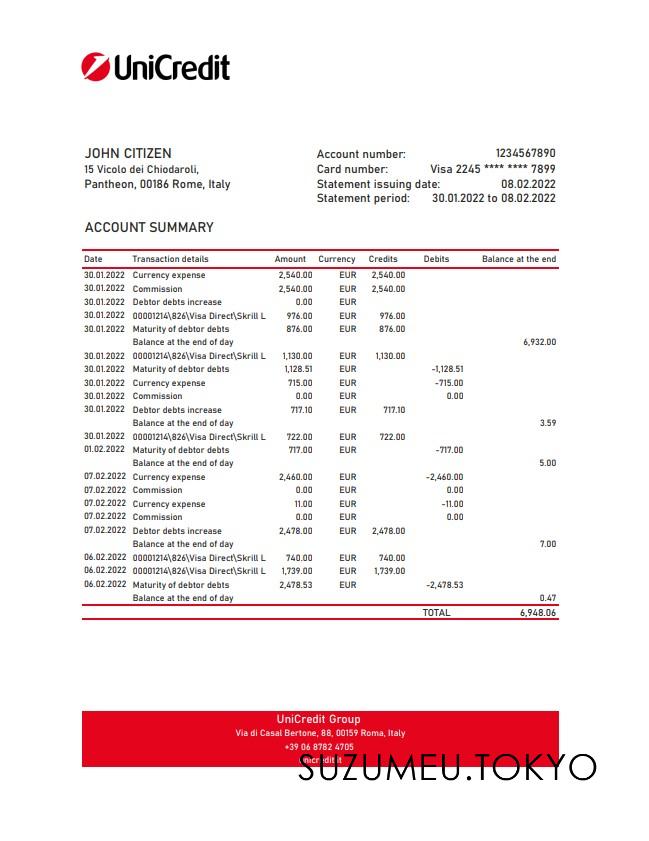 UniCredit
JOHN CITIZEN
15 Vicolo dei Chiodaroli,
Pantheon, 00186 Rome, Italy
Account number: 1234567890
Card number: Visa 2245 **** **** 7899
Statement issuing date: 08.02.2022
Statement period: 30.01.2022 to 08.02.2022
ACCOUNT SUMMARY
Date Transaction details Amount Currency Credits Debits Balance at the end
30.01.2022 Currency expense 2,540.00 EUR 2,540.00
30.01.2022 Commission 2,540.00 EUR 2,540.00
30.01.2022 Debtor debts increase 0.00 EUR
30.01.2022 00001214\826\Visa Direct\Skrill L 976.00 EUR 976.00
30.01.2022 Maturity of debtor debts 876.00 EUR 876.00
Balance at the end of day 6,932.00
30.01.2022 00001214\826\Visa Direct\Skrill L 1,130.00 EUR 1,130.00
30.01.2022 Maturity of debtor debts 1,128.51 EUR -1,128.51
30.01.2022 Currency expense 715.00 EUR -715.00
30.01.2022 Commission 0.00 EUR 0.00
30.01.2022 Debtor debts increase 717.10 EUR 717.10
Balance at the end of day 3.59
30.01.2022 00001214\826\Visa Direct\Skrill L 722.00 EUR 722.00
01.02.2022 Maturity of debtor debts 717.00 EUR -717.00
Balance at the end of day 5.00
07.02.2022 Currency expense 2,460.00 EUR -2,460.00
07.02.2022 Commission 0.00 EUR 0.00
07.02.2022 Currency expense 11.00 EUR -11.00
07.02.2022 Commission 0.00 EUR 0.00
07.02.2022 Debtor debts increase 2,478.00 EUR 2,478.00
Balance at the end of day 7.00
06.02.2022 00001214\826\Visa Direct\Skrill L 740.00 EUR 740.00
06.02.2022 00001214\826\Visa Direct\Skrill L 1,739.00 EUR 1,739.00
06.02.2022 Maturity of debtor debts 2,478.53 EUR -2,478.53
Balance at the end of day 0.47
TOTAL 6,948.06
UniCredit Group
Via di Casal Bertone, 88, 00159 Rome, Italy
+39 06 8782 4705
unicredit.it
SUZUMEU.TOKYO